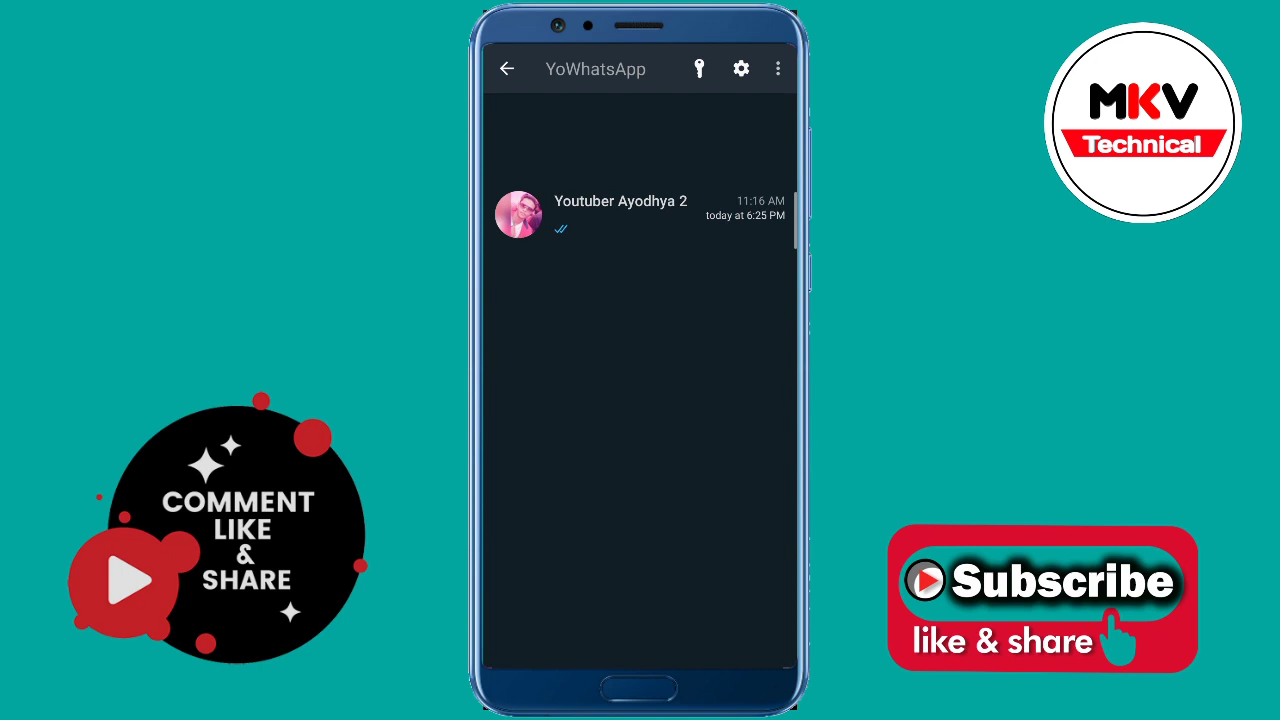 YoWhatsApp
Youtuber Ayodhya 2
11:16 AM
today at 6:25 PM
MKV
Technical
COMMENT
LIKE
&
SHARE
Subscribe
like & share